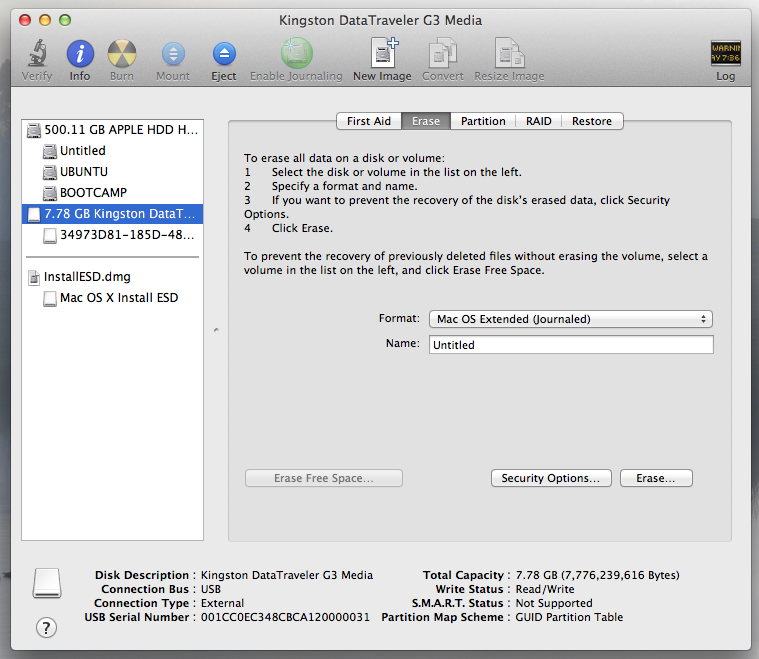 Kingston DataTraveler G3 Media
Verify Info Burn Mount Eject Enable Journaling New Image Convert Resize Image Log
WARNIN
AY 7:36
500.11 GB APPLE HDD H...
Untitled
UBUNTU
BOOTCAMP
7.78 GB Kingston DataT...
34973D81-185D-48...
InstallESD.dmg
Mac OS X Install ESD
First Aid Erase Partition RAID Restore
To erase all data on a disk or volume:
1 Select the disk or volume in the list on the left.
2 Specify a format and name.
3 If you want to prevent the recovery of the disk's erased data, click Security
Options.
4 Click Erase.
To prevent the recovery of previously deleted files without erasing the volume, select a
volume in the list on the left, and click Erase Free Space.
Format: Mac OS Extended (Journaled)
Name: Untitled
Erase Free Space... Security Options... Erase...
Disk Description : Kingston DataTraveler G3 Media
Connection Bus : USB
Connection Type : External
USB Serial Number : 001CC0EC348CBCA120000031
Total Capacity : 7.78 GB (7,776,239,616 Bytes)
Write Status : Read/Write
S.M.A.R.T. Status : Not Supported
Partition Map Scheme : GUID Partition Table
?